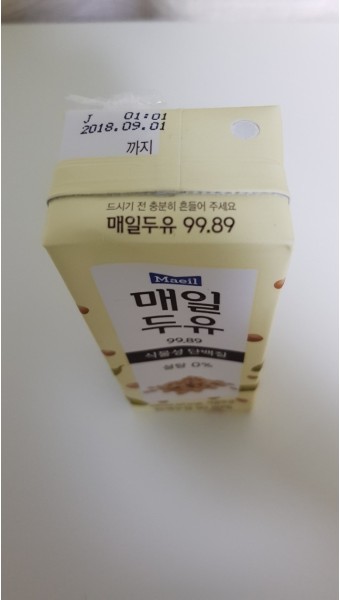 J 01:01
2018.09.01
까지
드시기 전 충분히 흔들어 주세요
매일두유 99.89
Maeil
매일
두유
99.89
식물성 단백질
설탕 0%